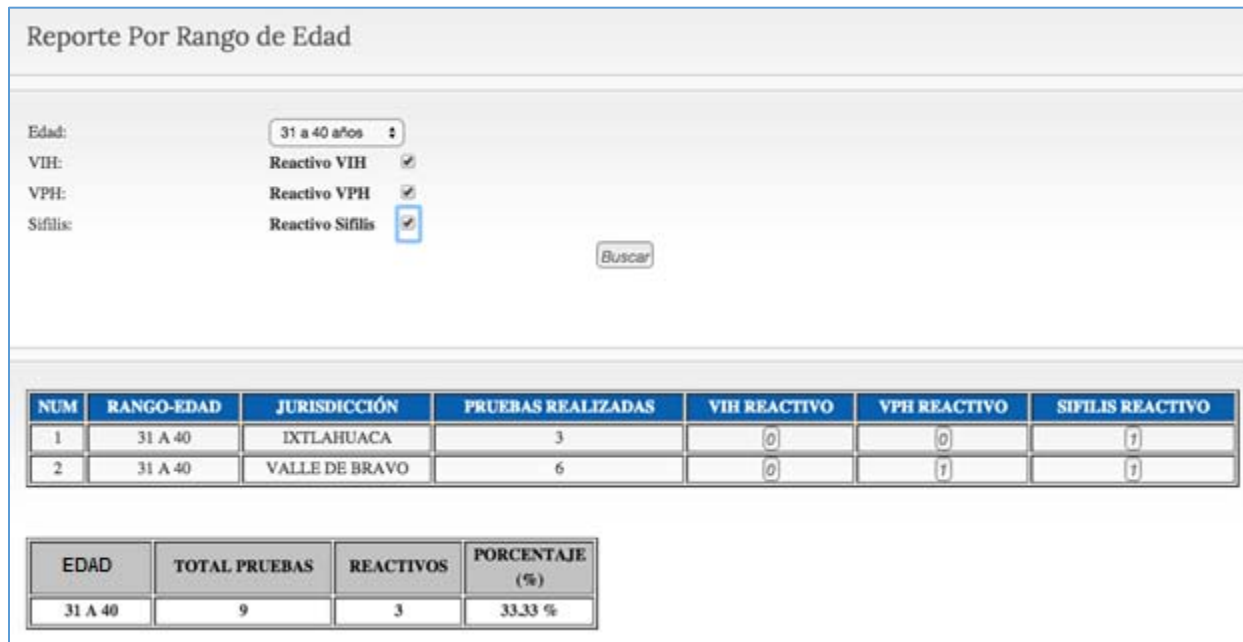 Reporte Por Rango de Edad
Edad: 31 a 40 años
VIH: Reactivo VIH
VPH: Reactivo VPH
Sifilis: Reactivo Sifilis
Buscar
NUM RANGO-EDAD JURISDICCIÓN PRUEBAS REALIZADAS VIH REACTIVO VPH REACTIVO SIFILIS REACTIVO
1 31 A 40 IXTLAHUACA 3 0 0 1
2 31 A 40 VALLE DE BRAVO 6 0 1 1
EDAD TOTAL PRUEBAS REACTIVOS PORCENTAJE
(%)
31 A 40 9 3 33.33 %